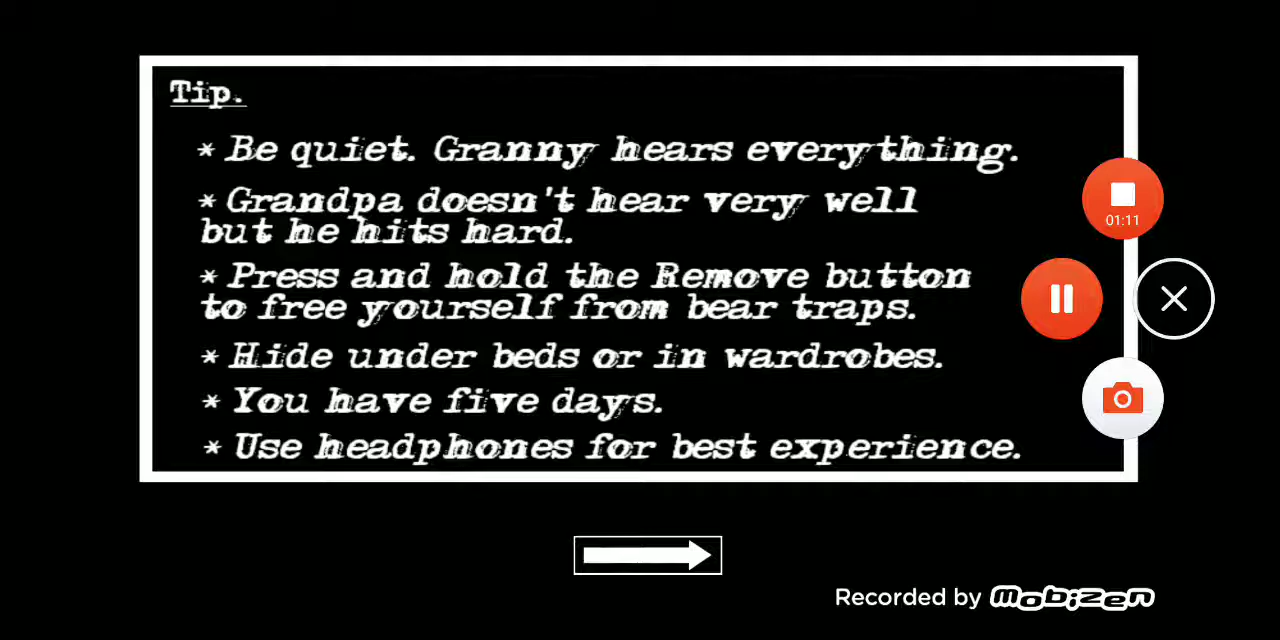 Tip.
* Be quiet. Granny hears everything.
* Grandpa doesn't hear very well
but he hits hard.
* Press and hold the Remove button
to free yourself from bear traps.
* Hide under beds or in wardrobes.
* You have five days.
* Use headphones for best experience.
01:11
Recorded by mobizen